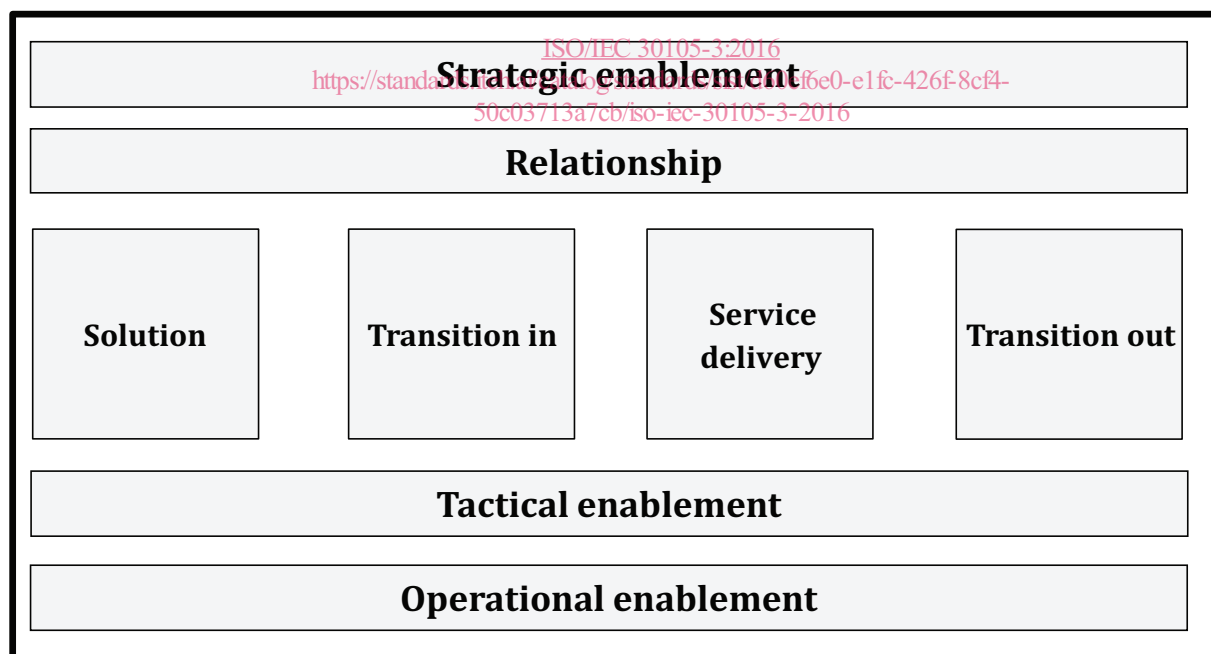 ISO/IEC 30105-3:2016
Strategic enablement
50c03713a7cb/iso-iec-30105-3-2016
Relationship
Solution
Transition in
Service
delivery
Transition out
Tactical enablement
Operational enablement